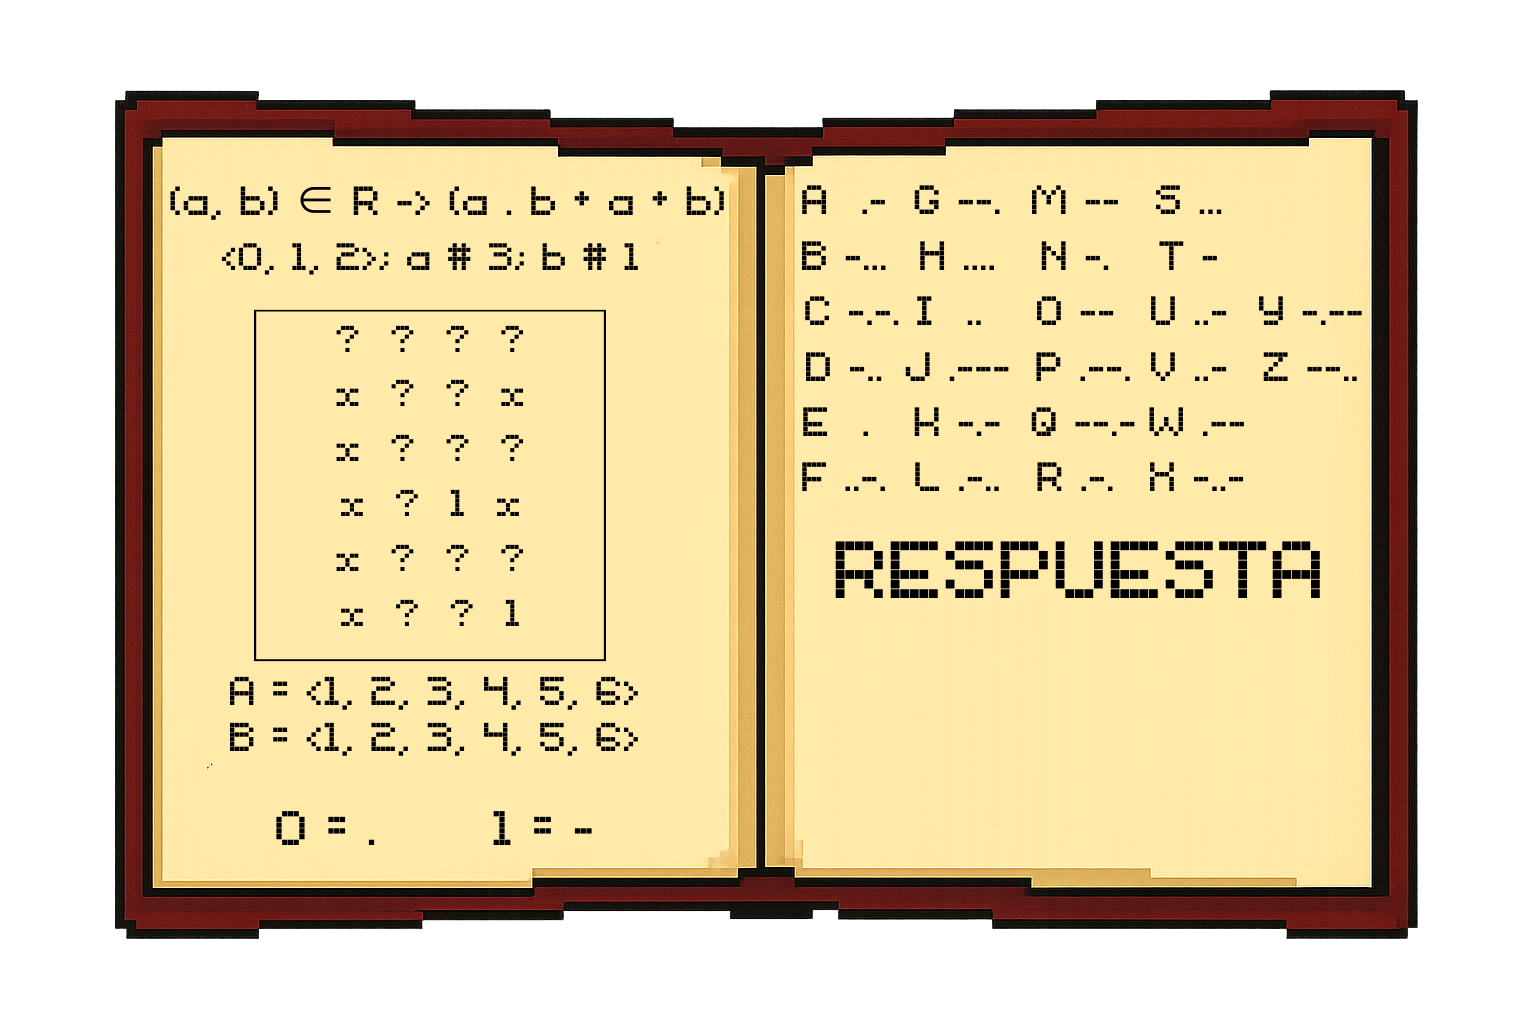 (a, b) ∈ R -> (a . b + a + b)
<0, 1, 2>; a # 3; b # 1
? ? ? ?
x ? ? x
x ? ? ?
x ? 1 x
x ? ? ?
x ? ? 1
A = <1, 2, 3, 4, 5, 6>
B = <1, 2, 3, 4, 5, 6>
0 = . 1 = -
A .- G --. M -- S ...
B -... H .... N -. T -
C -.-. I .. O -- U ..- Y -.--
D -.. J .--- P .--. V ..- Z --..
E . K -.- Q --.- W .--
F ..-. L .-.. R .-. X -..-
RESPUESTA